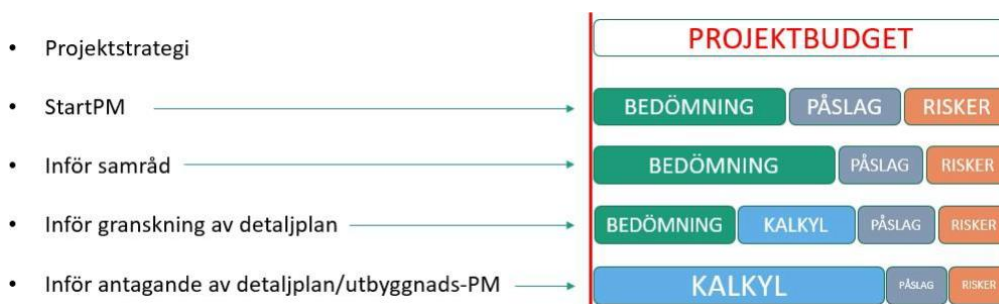 • Projektstrategi PROJEKTBUDGET
• StartPM BEDÖMNING PÅSLAG RISKER
• Inför samråd BEDÖMNING PÅSLAG RISKER
• Inför granskning av detaljplan BEDÖMNING KALKYL PÅSLAG RISKER
• Inför antagande av detaljplan/utbyggnads-PM KALKYL PÅSLAG RISKER